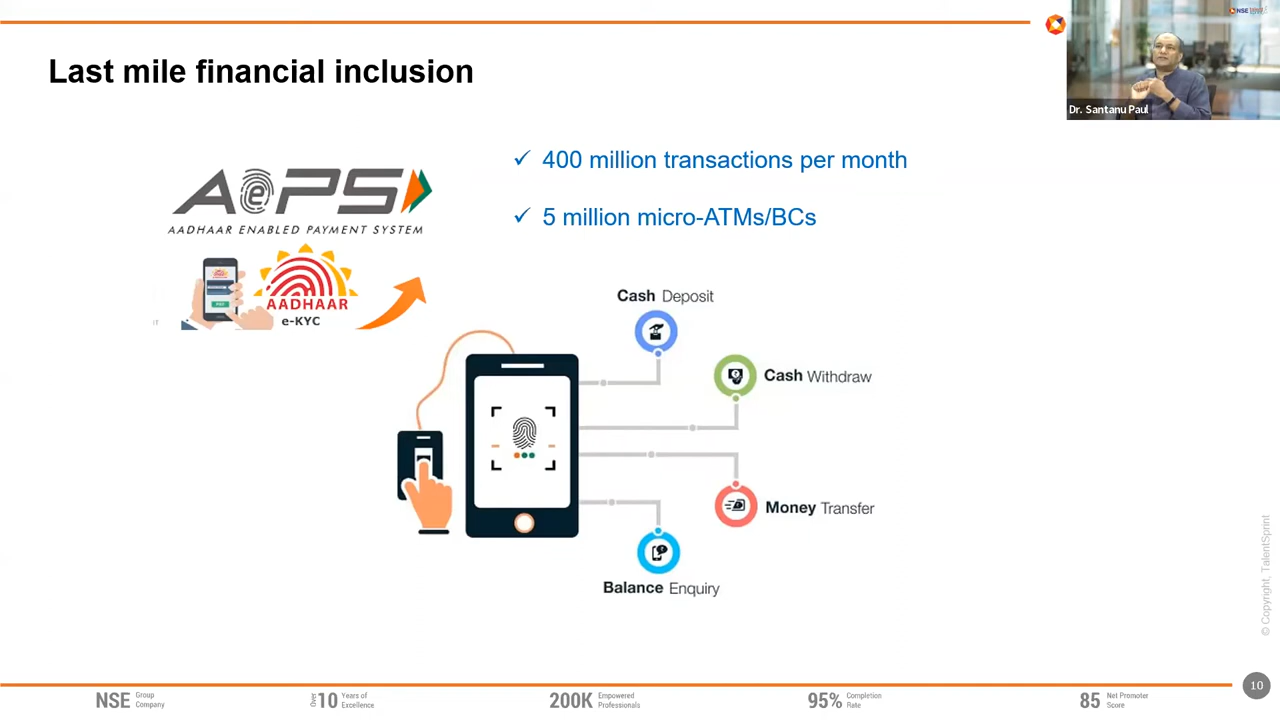 NSE
Dr. Santanu Paul
Last mile financial inclusion
AePS
AADHAAR ENABLED PAYMENT SYSTEM
AADHAAR
e-KYC
IT
✓ 400 million transactions per month
✓ 5 million micro-ATMs/BCs
Cash Deposit
Cash Withdraw
Money Transfer
Balance Enquiry
© Copyright, TalentSprint
NSE Group
Company
Over 10 Years of
Excellence
200K Empowered
Professionals
95% Completion
Rate
85 Net Promoter
Score
10